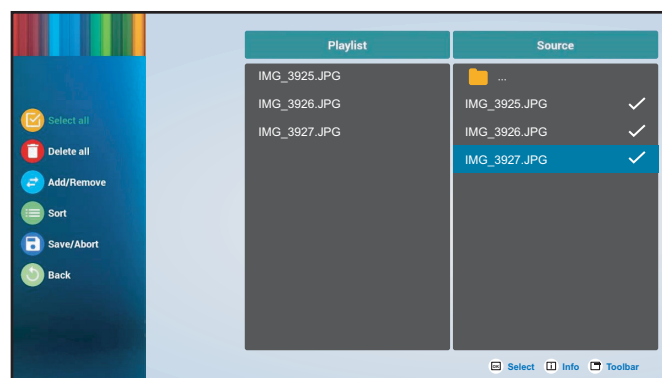 Select all
Delete all
Add/Remove
Sort
Save/Abort
Back
Playlist
IMG_3925.JPG
IMG_3926.JPG
IMG_3927.JPG
Source
...
IMG_3925.JPG
IMG_3926.JPG
IMG_3927.JPG
Select Info Toolbar